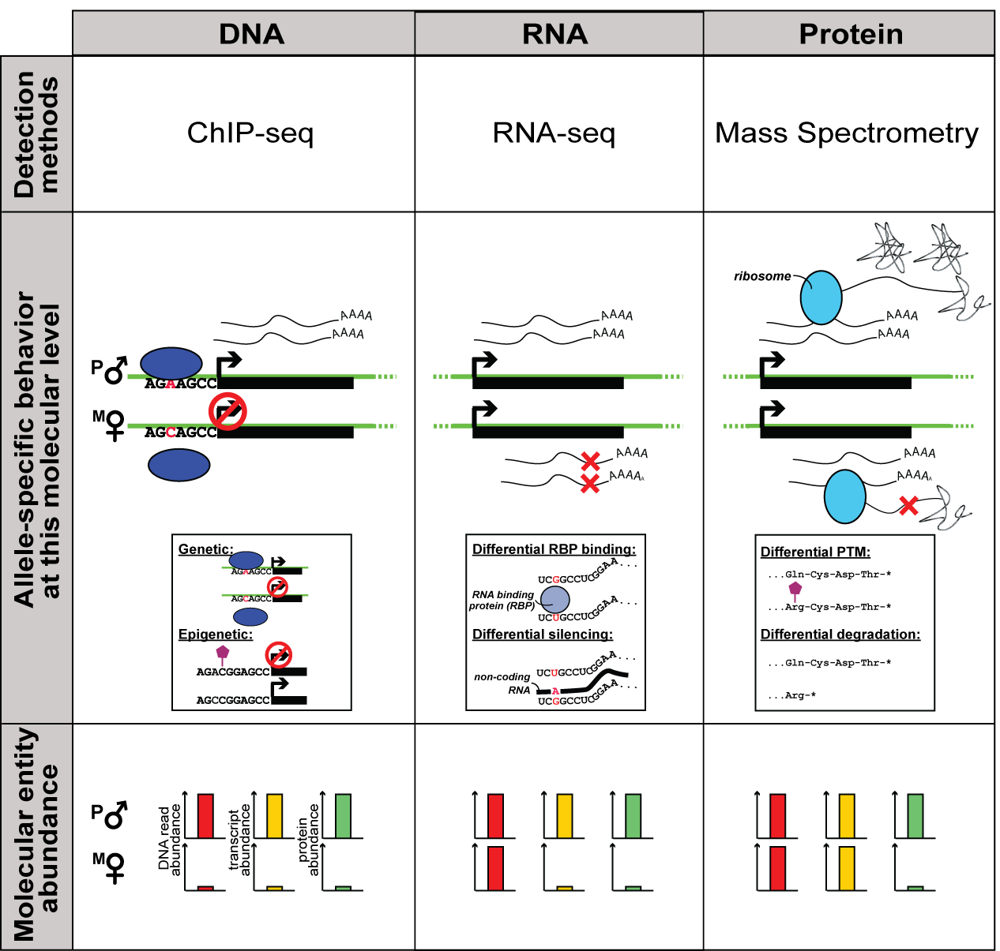 DNA
RNA
Protein
Detection
methods
ChIP-seq
RNA-seq
Mass Spectrometry
Allele-specific behavior
at this molecular level
AAAA
AAAA
P♂
AGAAGCC
M♀
AGCAGCC
Genetic:
AGAAGCC
AGCAGCC
Epigenetic:
AGACGGAGCC
AGCCGGAGCC
AAAA
AAAA
AAAA
AAAAA
Differential RBP binding:
UCGGCCUCGGAA...
RNA binding
protein (RBP)
UCUGCCUCGGAA...
Differential silencing:
UCUGCCUCGGAA...
non-coding
RNA
A
UCGGCCUCGGAA...
ribosome
AAAA
AAAA
AAAA
AAAAA
Differential PTM:
...Gln-Cys-Asp-Thr-*
...Arg-Cys-Asp-Thr-*
Differential degradation:
...Gln-Cys-Asp-Thr-*
...Arg-*
Molecular entity
abundance
P♂
M♀
DNA read
abundance
transcript
abundance
protein
abundance